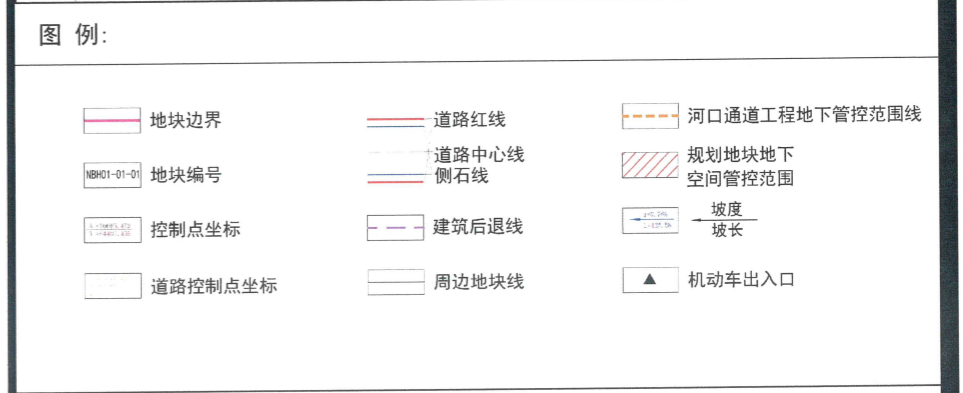 图 例:
地块边界
NBH01-01-01 地块编号
控制点坐标
道路控制点坐标
道路红线
道路中心线
侧石线
建筑后退线
周边地块线
河口通道工程地下管控范围线
规划地块地下
空间管控范围
坡度
坡长
机动车出入口